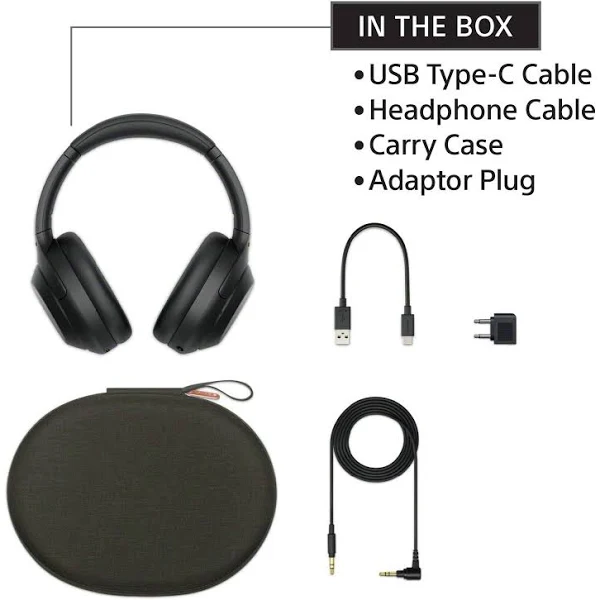 IN THE BOX
•USB Type-C Cable
•Headphone Cable
•Carry Case
•Adaptor Plug